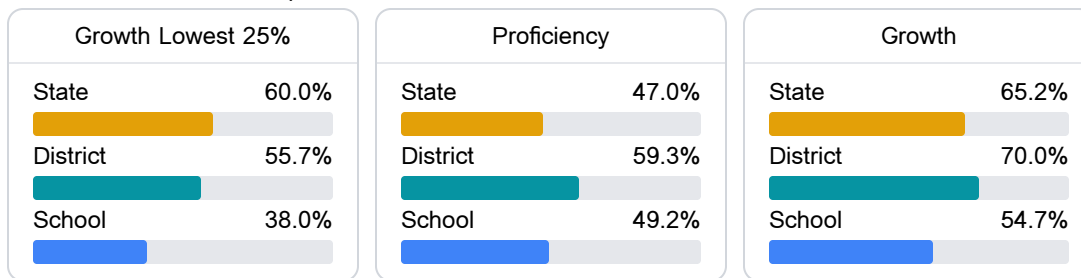 Growth Lowest 25%
State 60.0%
District 55.7%
School 38.0%
Proficiency
State 47.0%
District 59.3%
School 49.2%
Growth
State 65.2%
District 70.0%
School 54.7%